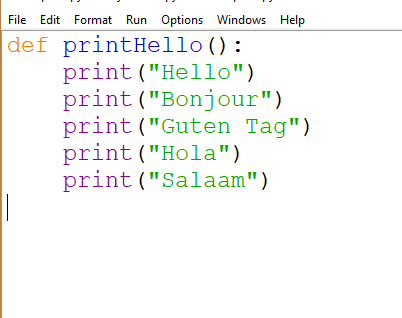 File Edit Format Run Options Windows Help
def printHello():
    print("Hello")
    print("Bonjour")
    print("Guten Tag")
    print("Hola")
    print("Salaam")